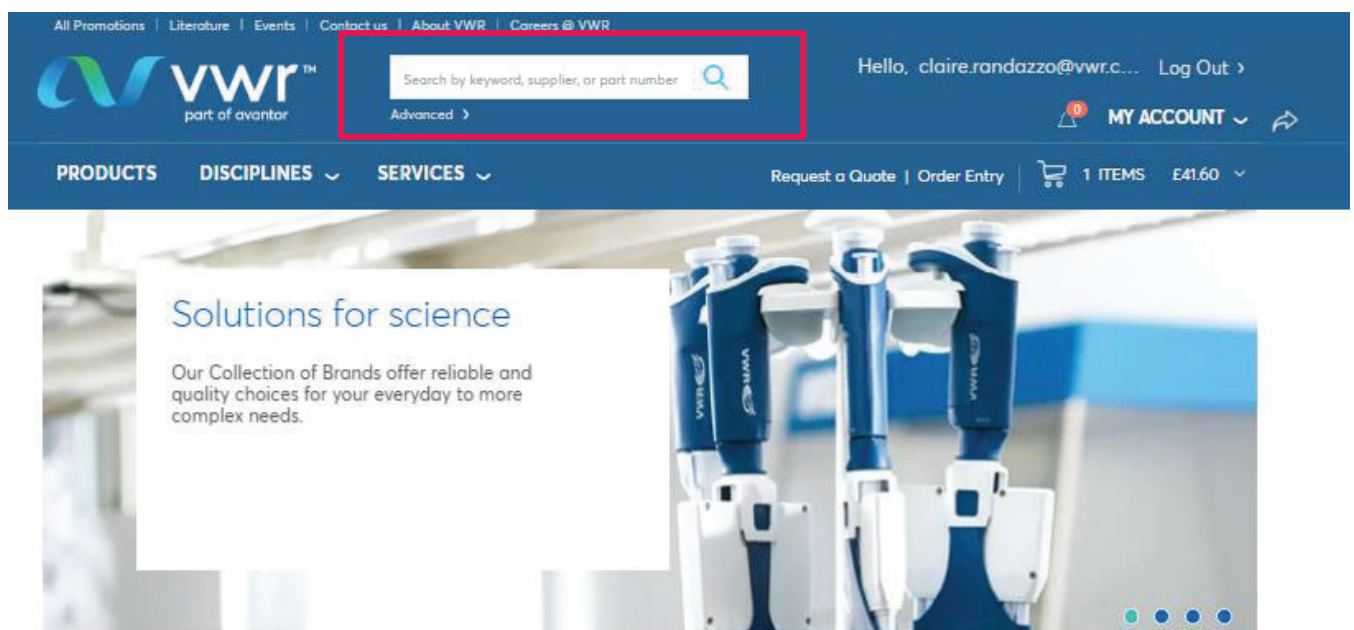 All Promotions | Literature | Events | Contact us | About VWR | Careers @ VWR
vwr™
part of avantor
Search by keyword, supplier, or part number
Advanced >
Hello, claire.randazzo@vwr.c... Log Out >
0 MY ACCOUNT
PRODUCTS DISCIPLINES SERVICES
Request a Quote | Order Entry 1 ITEMS £41.60
Solutions for science
Our Collection of Brands offer reliable and
quality choices for your everyday to more
complex needs.
VWR
VWR
VWR